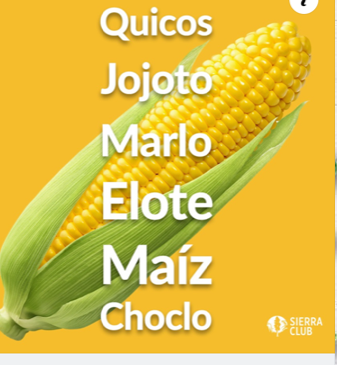 Quicos
Jojoto
Marlo
Elote
Maíz
Choclo
SIERRA
CLUB